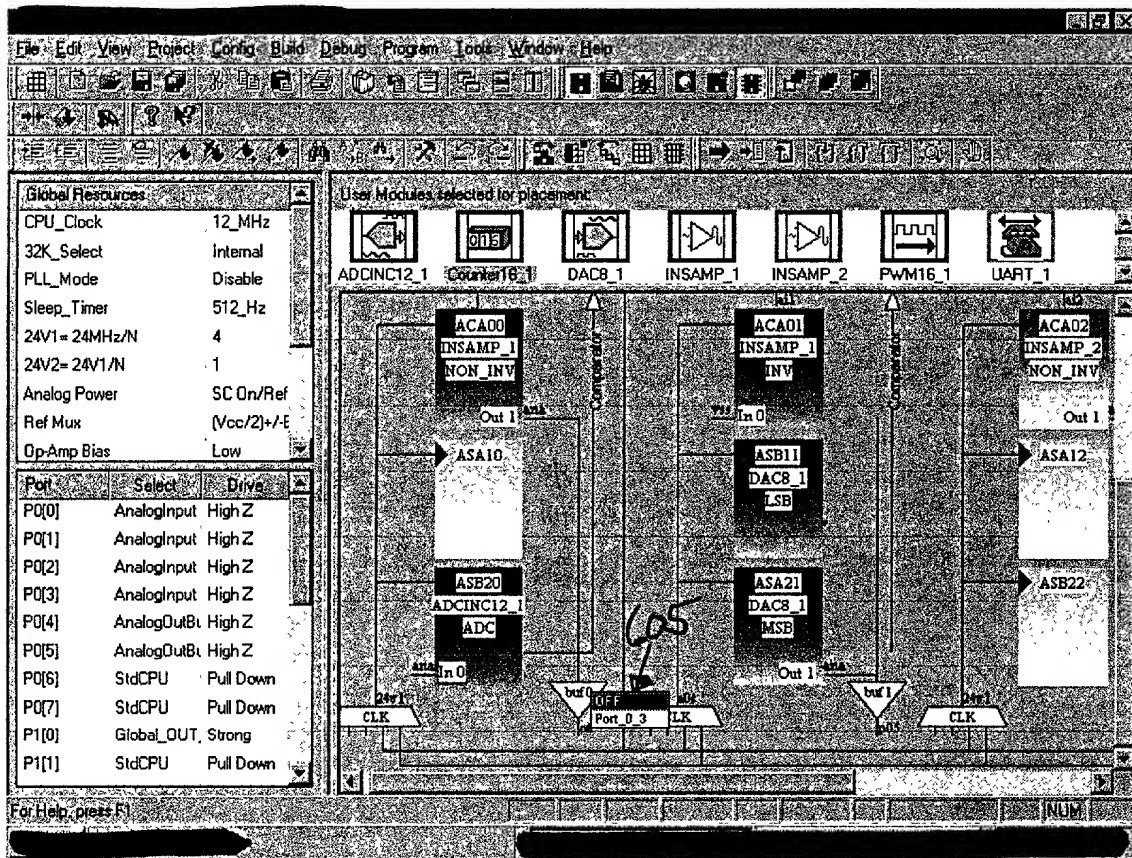 File Edit View Project Config Build Debug Program Tools Window Help
Global Resources
CPU_Clock 12_MHz
32K_Select Internal
PLL_Mode Disable
Sleep_Timer 512_Hz
24V1= 24MHz/N 4
24V2= 24V1/N 1
Analog Power SC On/Ref
Ref Mux (Vcc/2)+/-E
Op-Amp Bias Low
Port Select Drive
P0[0] AnalogInput High Z
P0[1] AnalogInput High Z
P0[2] AnalogInput High Z
P0[3] AnalogInput High Z
P0[4] AnalogOutBu High Z
P0[5] AnalogOutBu High Z
P0[6] StdCPU Pull Down
P0[7] StdCPU Pull Down
P1[0] Global_OUT_ Strong
P1[1] StdCPU Pull Down
User Modules selected for placement:
ADCINC12_1 Counter16_1 DAC8_1 INSAMP_1 INSAMP_2 PWM16_1 UART_1
ACA00
INSAMP_1
NON_INV
Out 1 ana
ASA10
ASB20
ADCINC12_1
ADC
ana In 0
Comparator
ACA01
INSAMP_1
INV
vss In 0
ASB11
DAC8_1
LSB
ASA21
DAC8_1
MSB
Out 1 ana
Comparator
ACA02
INSAMP_2
NON_INV
Out 1
ASA12
ASB22
605
24v1
CLK
buf0
OFF
Port_0_3
CLK
buf1
24v1
CLK
For Help, press F1
NUM